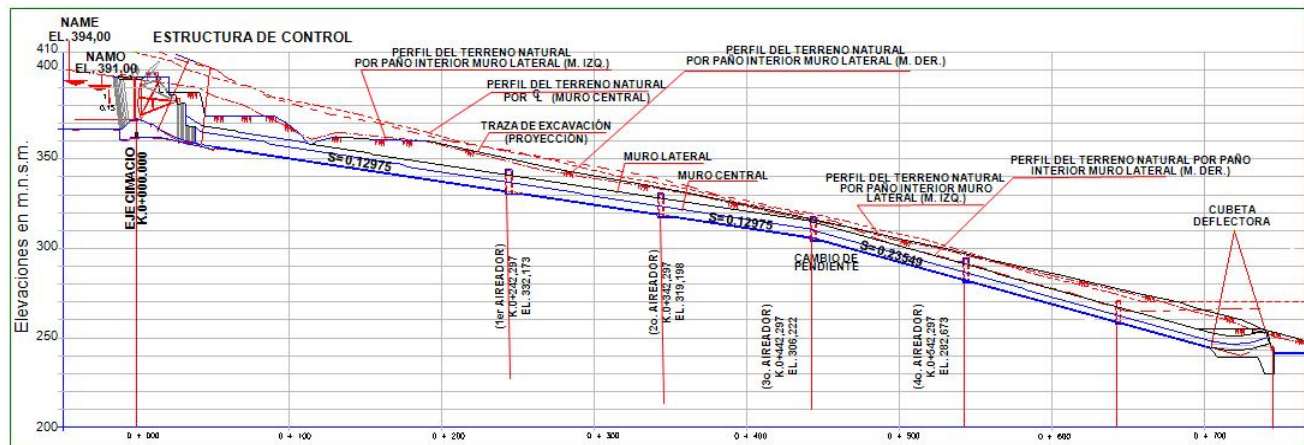 NAME
EL. 394,00
ESTRUCTURA DE CONTROL
NAMO
EL. 391,00
PERFIL DEL TERRENO NATURAL
POR PAÑO INTERIOR MURO LATERAL (M. IZQ.)
PERFIL DEL TERRENO NATURAL
POR PAÑO INTERIOR MURO LATERAL (M. DER.)
PERFIL DEL TERRENO NATURAL
POR CL (MURO CENTRAL)
TRAZA DE EXCAVACIÓN
(PROYECCIÓN)
MURO LATERAL
MURO CENTRAL
PERFIL DEL TERRENO NATURAL
POR PAÑO INTERIOR MURO
LATERAL (M. IZQ.)
PERFIL DEL TERRENO NATURAL POR PAÑO
INTERIOR MURO LATERAL (M. DER.)
CUBETA
DEFLECTORA
Elevaciones en m.n.s.m.
410
400
350
300
250
200
1
0.15
EJE CIMACIO
K.0+000.000
S=0,12975
S=0,12975
S=0,23549
CAMBIO DE
PENDIENTE
(1er AIREADOR)
K.0+242,297
EL. 332,173
(2o. AIREADOR)
K.0+342,297
EL. 319,198
(3o. AIREADOR)
K.0+442,297
EL. 306,222
(4o. AIREADOR)
K.0+542,297
EL. 282,673
0 + 000
0 + 100
0 + 200
0 + 300
0 + 400
0 + 500
0 + 600
0 + 700